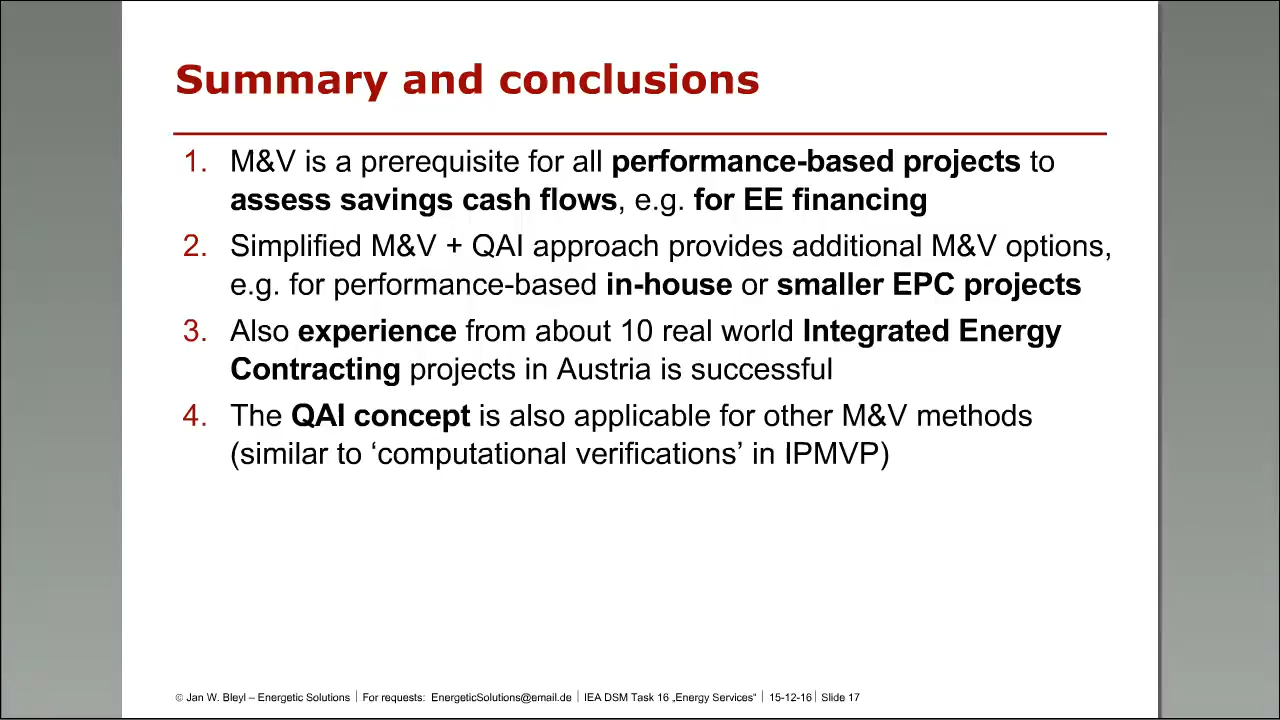 Summary and conclusions
1. M&V is a prerequisite for all performance-based projects to
assess savings cash flows, e.g. for EE financing
2. Simplified M&V + QAI approach provides additional M&V options,
e.g. for performance-based in-house or smaller EPC projects
3. Also experience from about 10 real world Integrated Energy
Contracting projects in Austria is successful
4. The QAI concept is also applicable for other M&V methods
(similar to ‘computational verifications’ in IPMVP)
© Jan W. Bleyl – Energetic Solutions | For requests: EnergeticSolutions@email.de | IEA DSM Task 16 „Energy Services“ | 15-12-16 | Slide 17